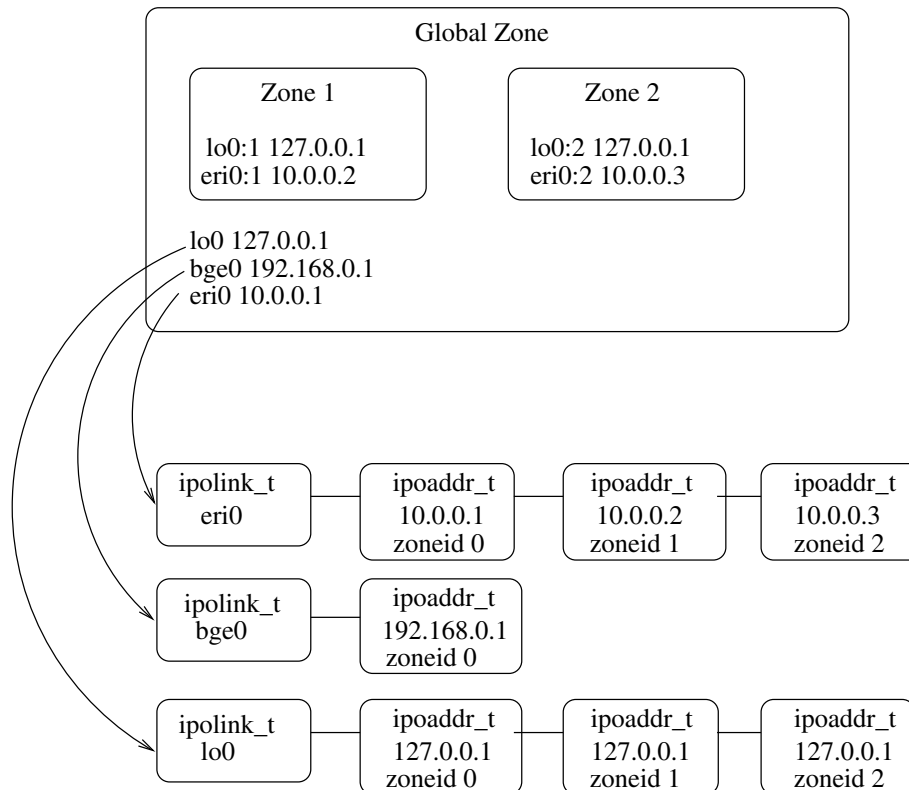 Global Zone
Zone 1
lo0:1 127.0.0.1
eri0:1 10.0.0.2
Zone 2
lo0:2 127.0.0.1
eri0:2 10.0.0.3
lo0 127.0.0.1
bge0 192.168.0.1
eri0 10.0.0.1
ipolink_t
eri0
ipoaddr_t
10.0.0.1
zoneid 0
ipoaddr_t
10.0.0.2
zoneid 1
ipoaddr_t
10.0.0.3
zoneid 2
ipolink_t
bge0
ipoaddr_t
192.168.0.1
zoneid 0
ipolink_t
lo0
ipoaddr_t
127.0.0.1
zoneid 0
ipoaddr_t
127.0.0.1
zoneid 1
ipoaddr_t
127.0.0.1
zoneid 2